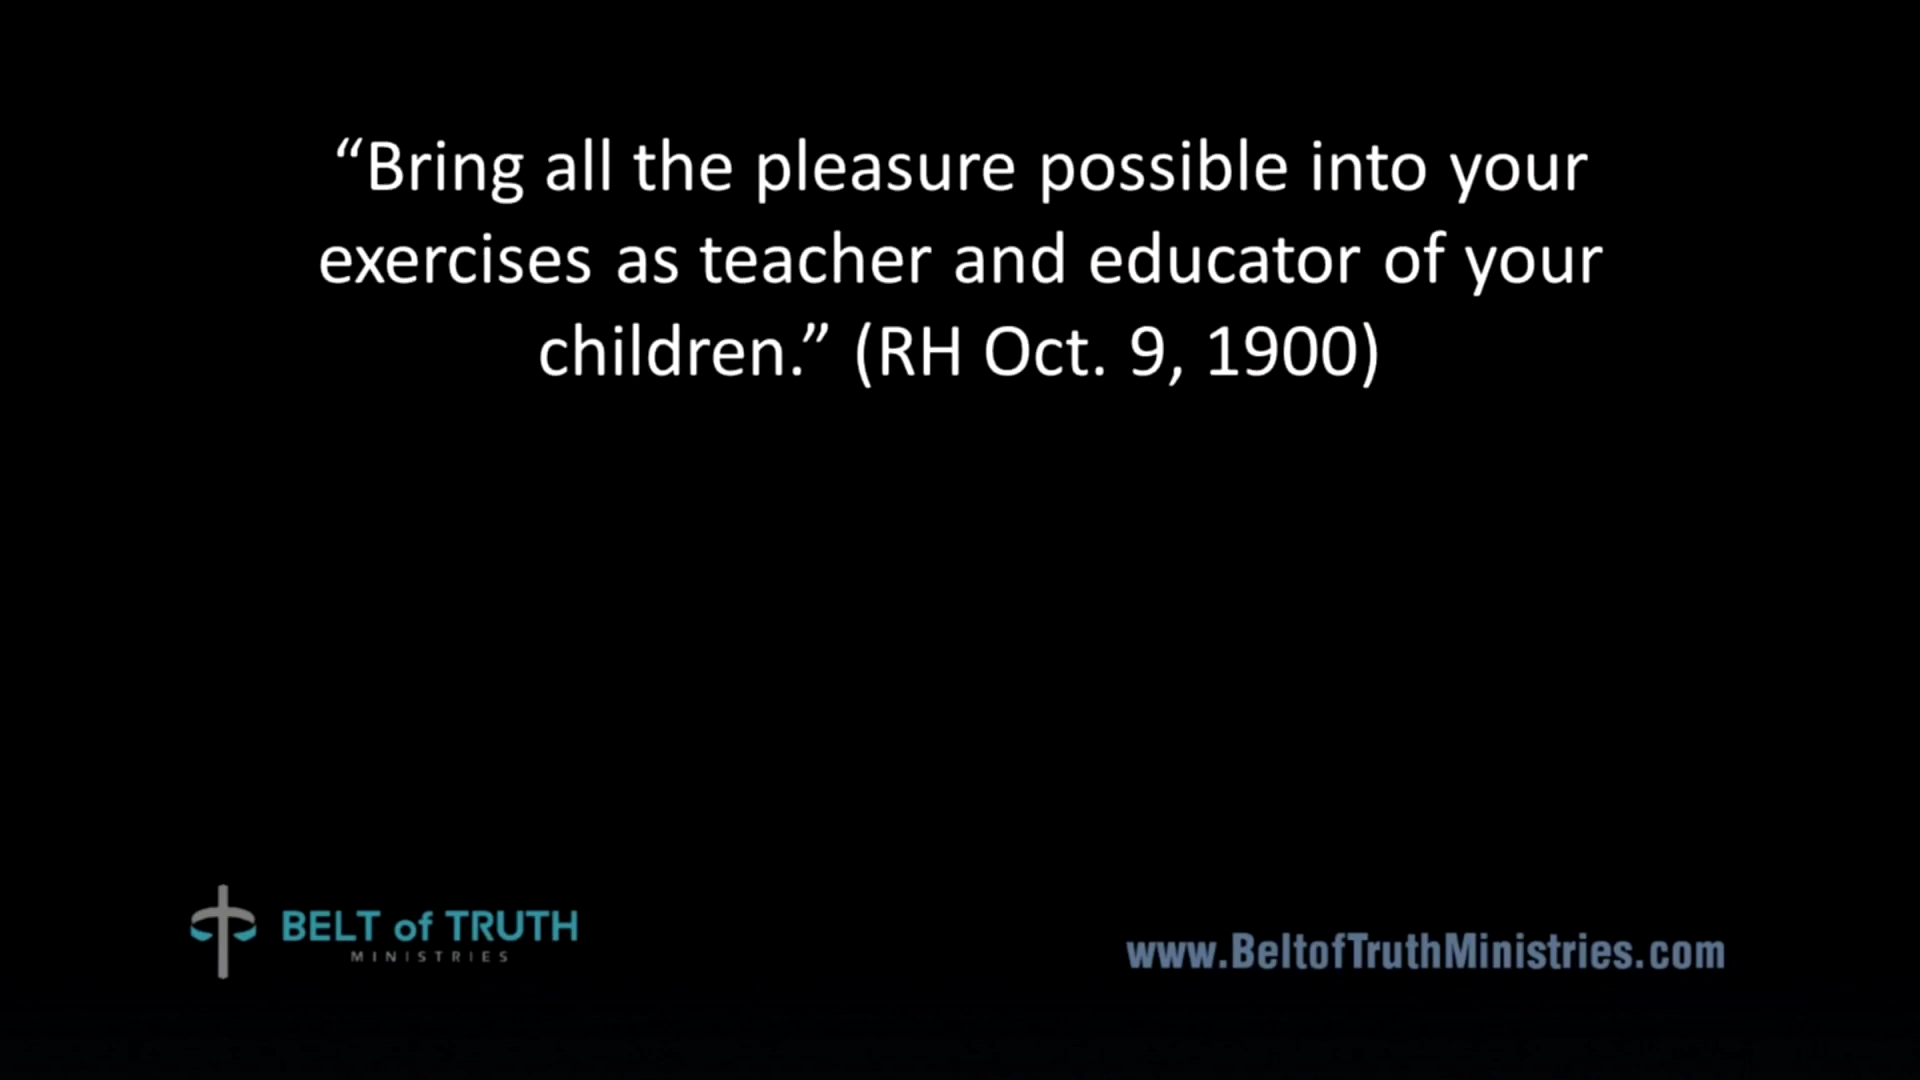 “Bring all the pleasure possible into your
exercises as teacher and educator of your
children.” (RH Oct. 9, 1900)
BELT of TRUTH
MINISTRIES
www.BeltofTruthMinistries.com